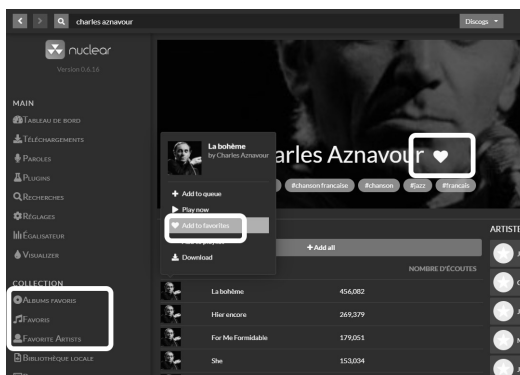 charles aznavour
Discogs
nuclear
Version 0.6.16
MAIN
TABLEAU DE BORD
TÉLÉCHARGEMENTS
PAROLES
PLUGINS
RECHERCHES
RÉGLAGES
ÉGALISATEUR
VISUALIZER
COLLECTION
ALBUMS FAVORIS
FAVORIS
FAVORITE ARTISTS
BIBLIOTHÈQUE LOCALE
La bohème
by Charles Aznavour
Add to queue
Play now
Add to favorites
Download
arles Aznavour
#chanson francaise
#chanson
#jazz
#francais
+ Add all
NOMBRE D'ÉCOUTES
La bohème 456,082
Hier encore 269,379
For Me Formidable 179,051
She 153,034
ARTISTE